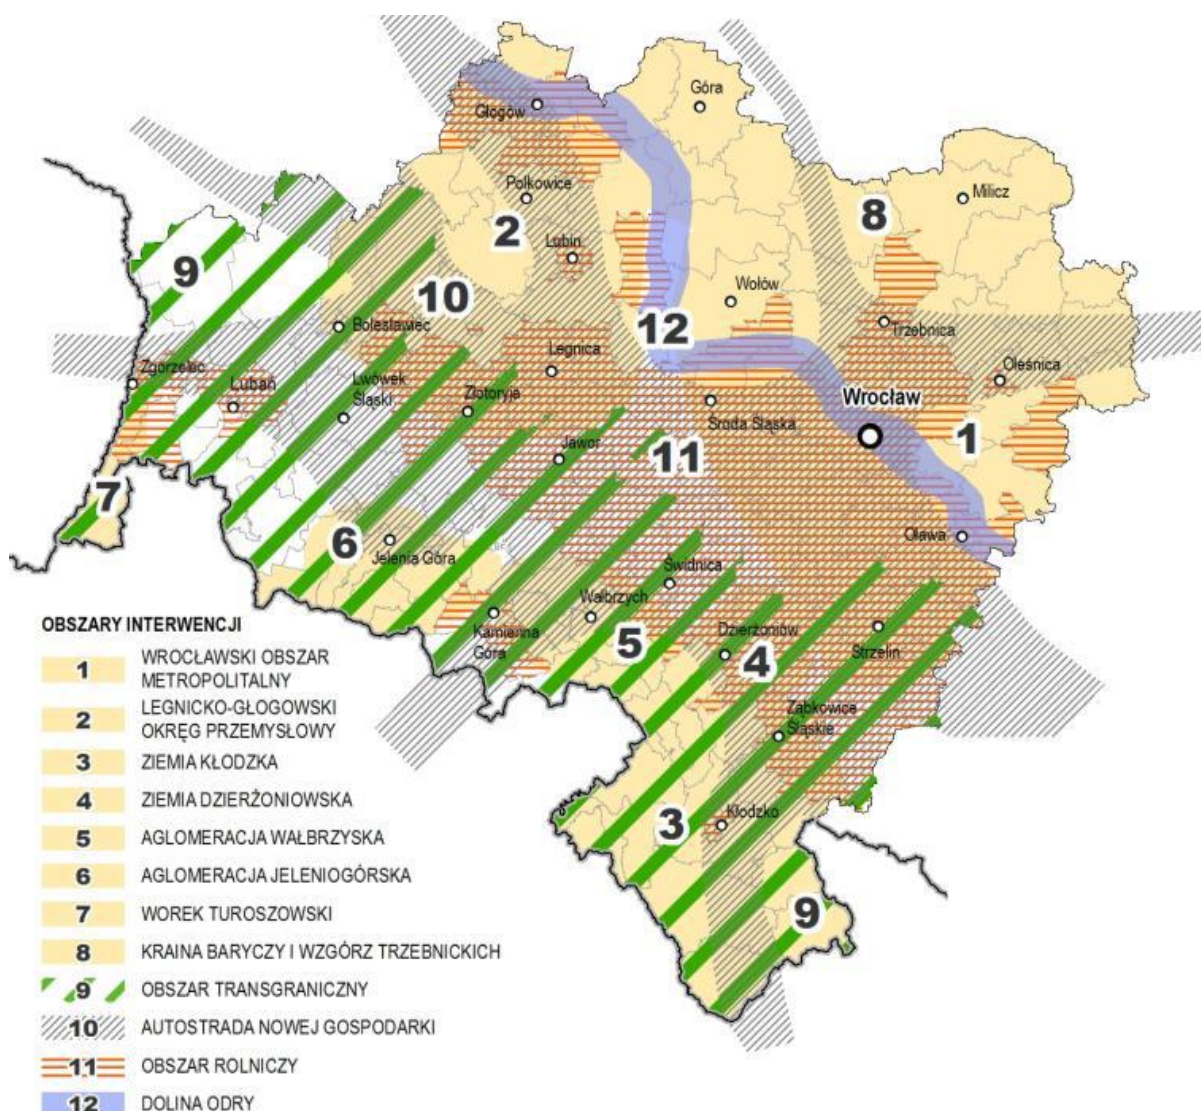 Góra
Głogów
Polkowice
Milicz
8
2
Lubin
9
10
Wołów
12
Trzebnica
Bolesławiec
Legnica
Zgorzelec
Lubań
Lwówek
Śląski
Złotoryja
Oleśnica
Środa Śląska
Wrocław
1
Jawor
11
7
6
Jelenia Góra
Oława
Świdnica
Wałbrzych
Kamienna
Góra
5
Dzierżoniów
4
Strzelin
Ząbkowice
Śląskie
3
Kłodzko
9
OBSZARY INTERWENCJI
1 WROCŁAWSKI OBSZAR
METROPOLITALNY
2 LEGNICKO-GŁOGOWSKI
OKRĘG PRZEMYSŁOWY
3 ZIEMIA KŁODZKA
4 ZIEMIA DZIERŻONIOWSKA
5 AGLOMERACJA WAŁBRZYSKA
6 AGLOMERACJA JELENIOGÓRSKA
7 WOREK TUROSZOWSKI
8 KRAINA BARYCZY I WZGÓRZ TRZEBNICKICH
9 OBSZAR TRANSGRANICZNY
10 AUTOSTRADA NOWEJ GOSPODARKI
11 OBSZAR ROLNICZY
12 DOLINA ODRY